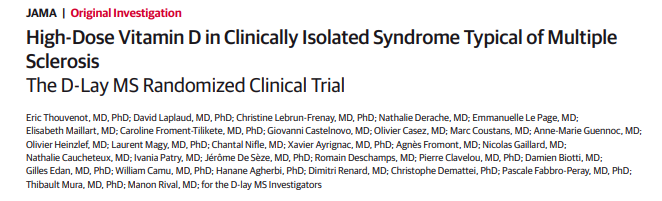 JAMA | Original Investigation
High-Dose Vitamin D in Clinically Isolated Syndrome Typical of Multiple
Sclerosis
The D-Lay MS Randomized Clinical Trial
Eric Thouvenot, MD, PhD; David Laplaud, MD, PhD; Christine Lebrun-Frenay, MD, PhD; Nathalie Derache, MD; Emmanuelle Le Page, MD;
Elisabeth Maillart, MD; Caroline Froment-Tilikete, MD, PhD; Giovanni Castelnovo, MD; Olivier Casez, MD; Marc Coustans, MD; Anne-Marie Guennoc, MD;
Olivier Heinzlef, MD; Laurent Magy, MD, PhD; Chantal Nifle, MD; Xavier Ayrignac, MD, PhD; Agnès Fromont, MD; Nicolas Gaillard, MD;
Nathalie Caucheteux, MD; Ivania Patry, MD; Jérôme De Sèze, MD, PhD; Romain Deschamps, MD; Pierre Clavelou, MD, PhD; Damien Biotti, MD;
Gilles Edan, MD, PhD; William Camu, MD, PhD; Hanane Agherbi, PhD; Dimitri Renard, MD; Christophe Demattei, PhD; Pascale Fabbro-Peray, MD, PhD;
Thibault Mura, MD, PhD; Manon Rival, MD; for the D-lay MS Investigators